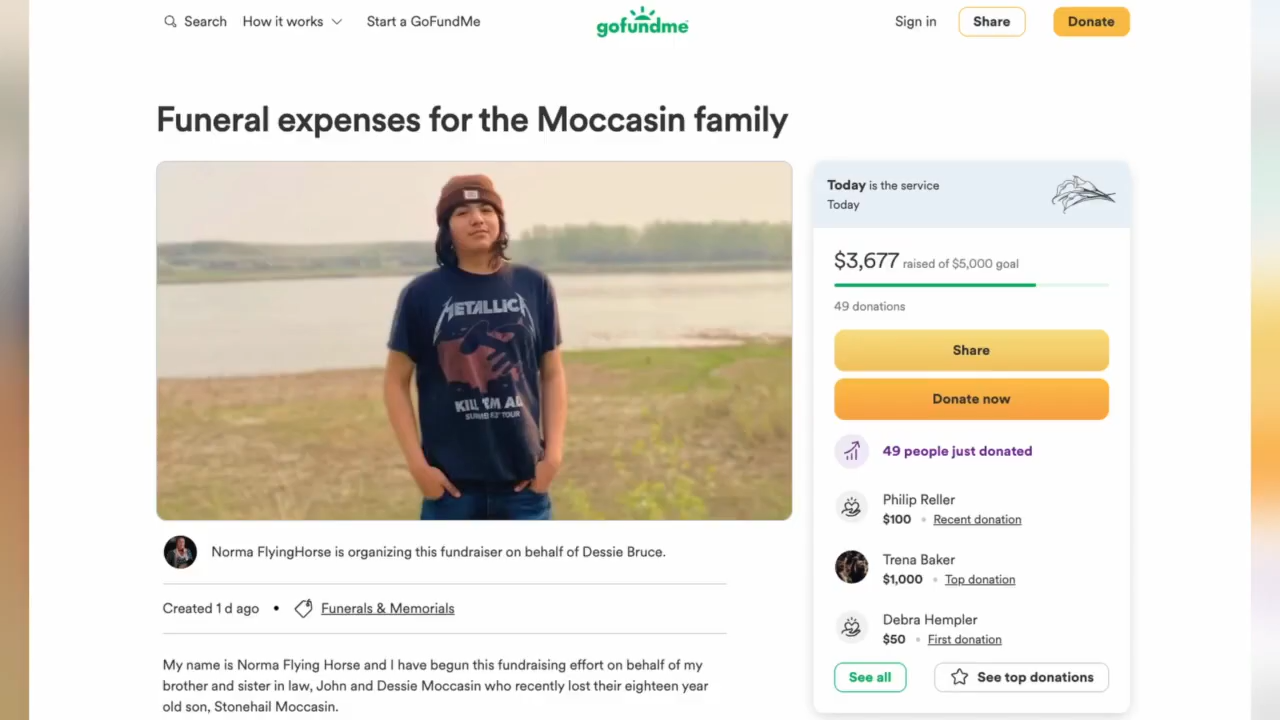 Search How it works Start a GoFundMe gofundme Sign in Share Donate
Funeral expenses for the Moccasin family
Today is the service
Today
METALLICA
KILL 'EM ALL
$3,677 raised of $5,000 goal
49 donations
Share
Donate now
49 people just donated
Philip Reller
$100 • Recent donation
Trena Baker
$1,000 • Top donation
Debra Hempler
$50 • First donation
See all See top donations
Norma FlyingHorse is organizing this fundraiser on behalf of Dessie Bruce.
Created 1 d ago • Funerals & Memorials
My name is Norma Flying Horse and I have begun this fundraising effort on behalf of my
brother and sister in law, John and Dessie Moccasin who recently lost their eighteen year
old son, Stonehail Moccasin.